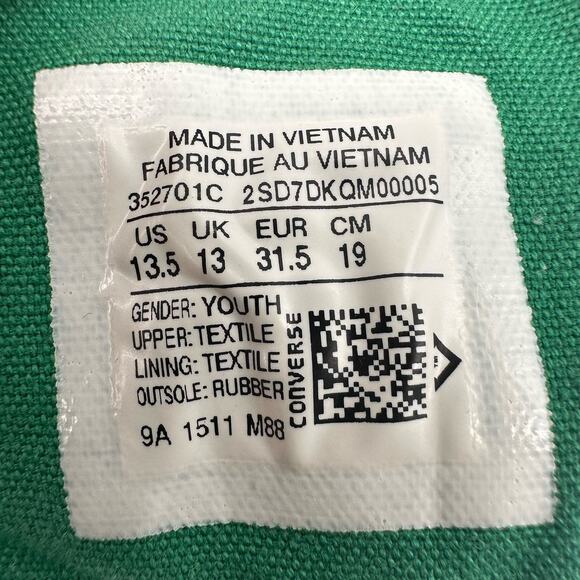 MADE IN VIETNAM
FABRIQUE AU VIETNAM
352701C 2SD7DKQM00005
US UK EUR CM
13.5 13 31.5 19
GENDER: YOUTH
UPPER: TEXTILE
LINING: TEXTILE
OUTSOLE: RUBBER
CONVERSE
9A 1511 M88